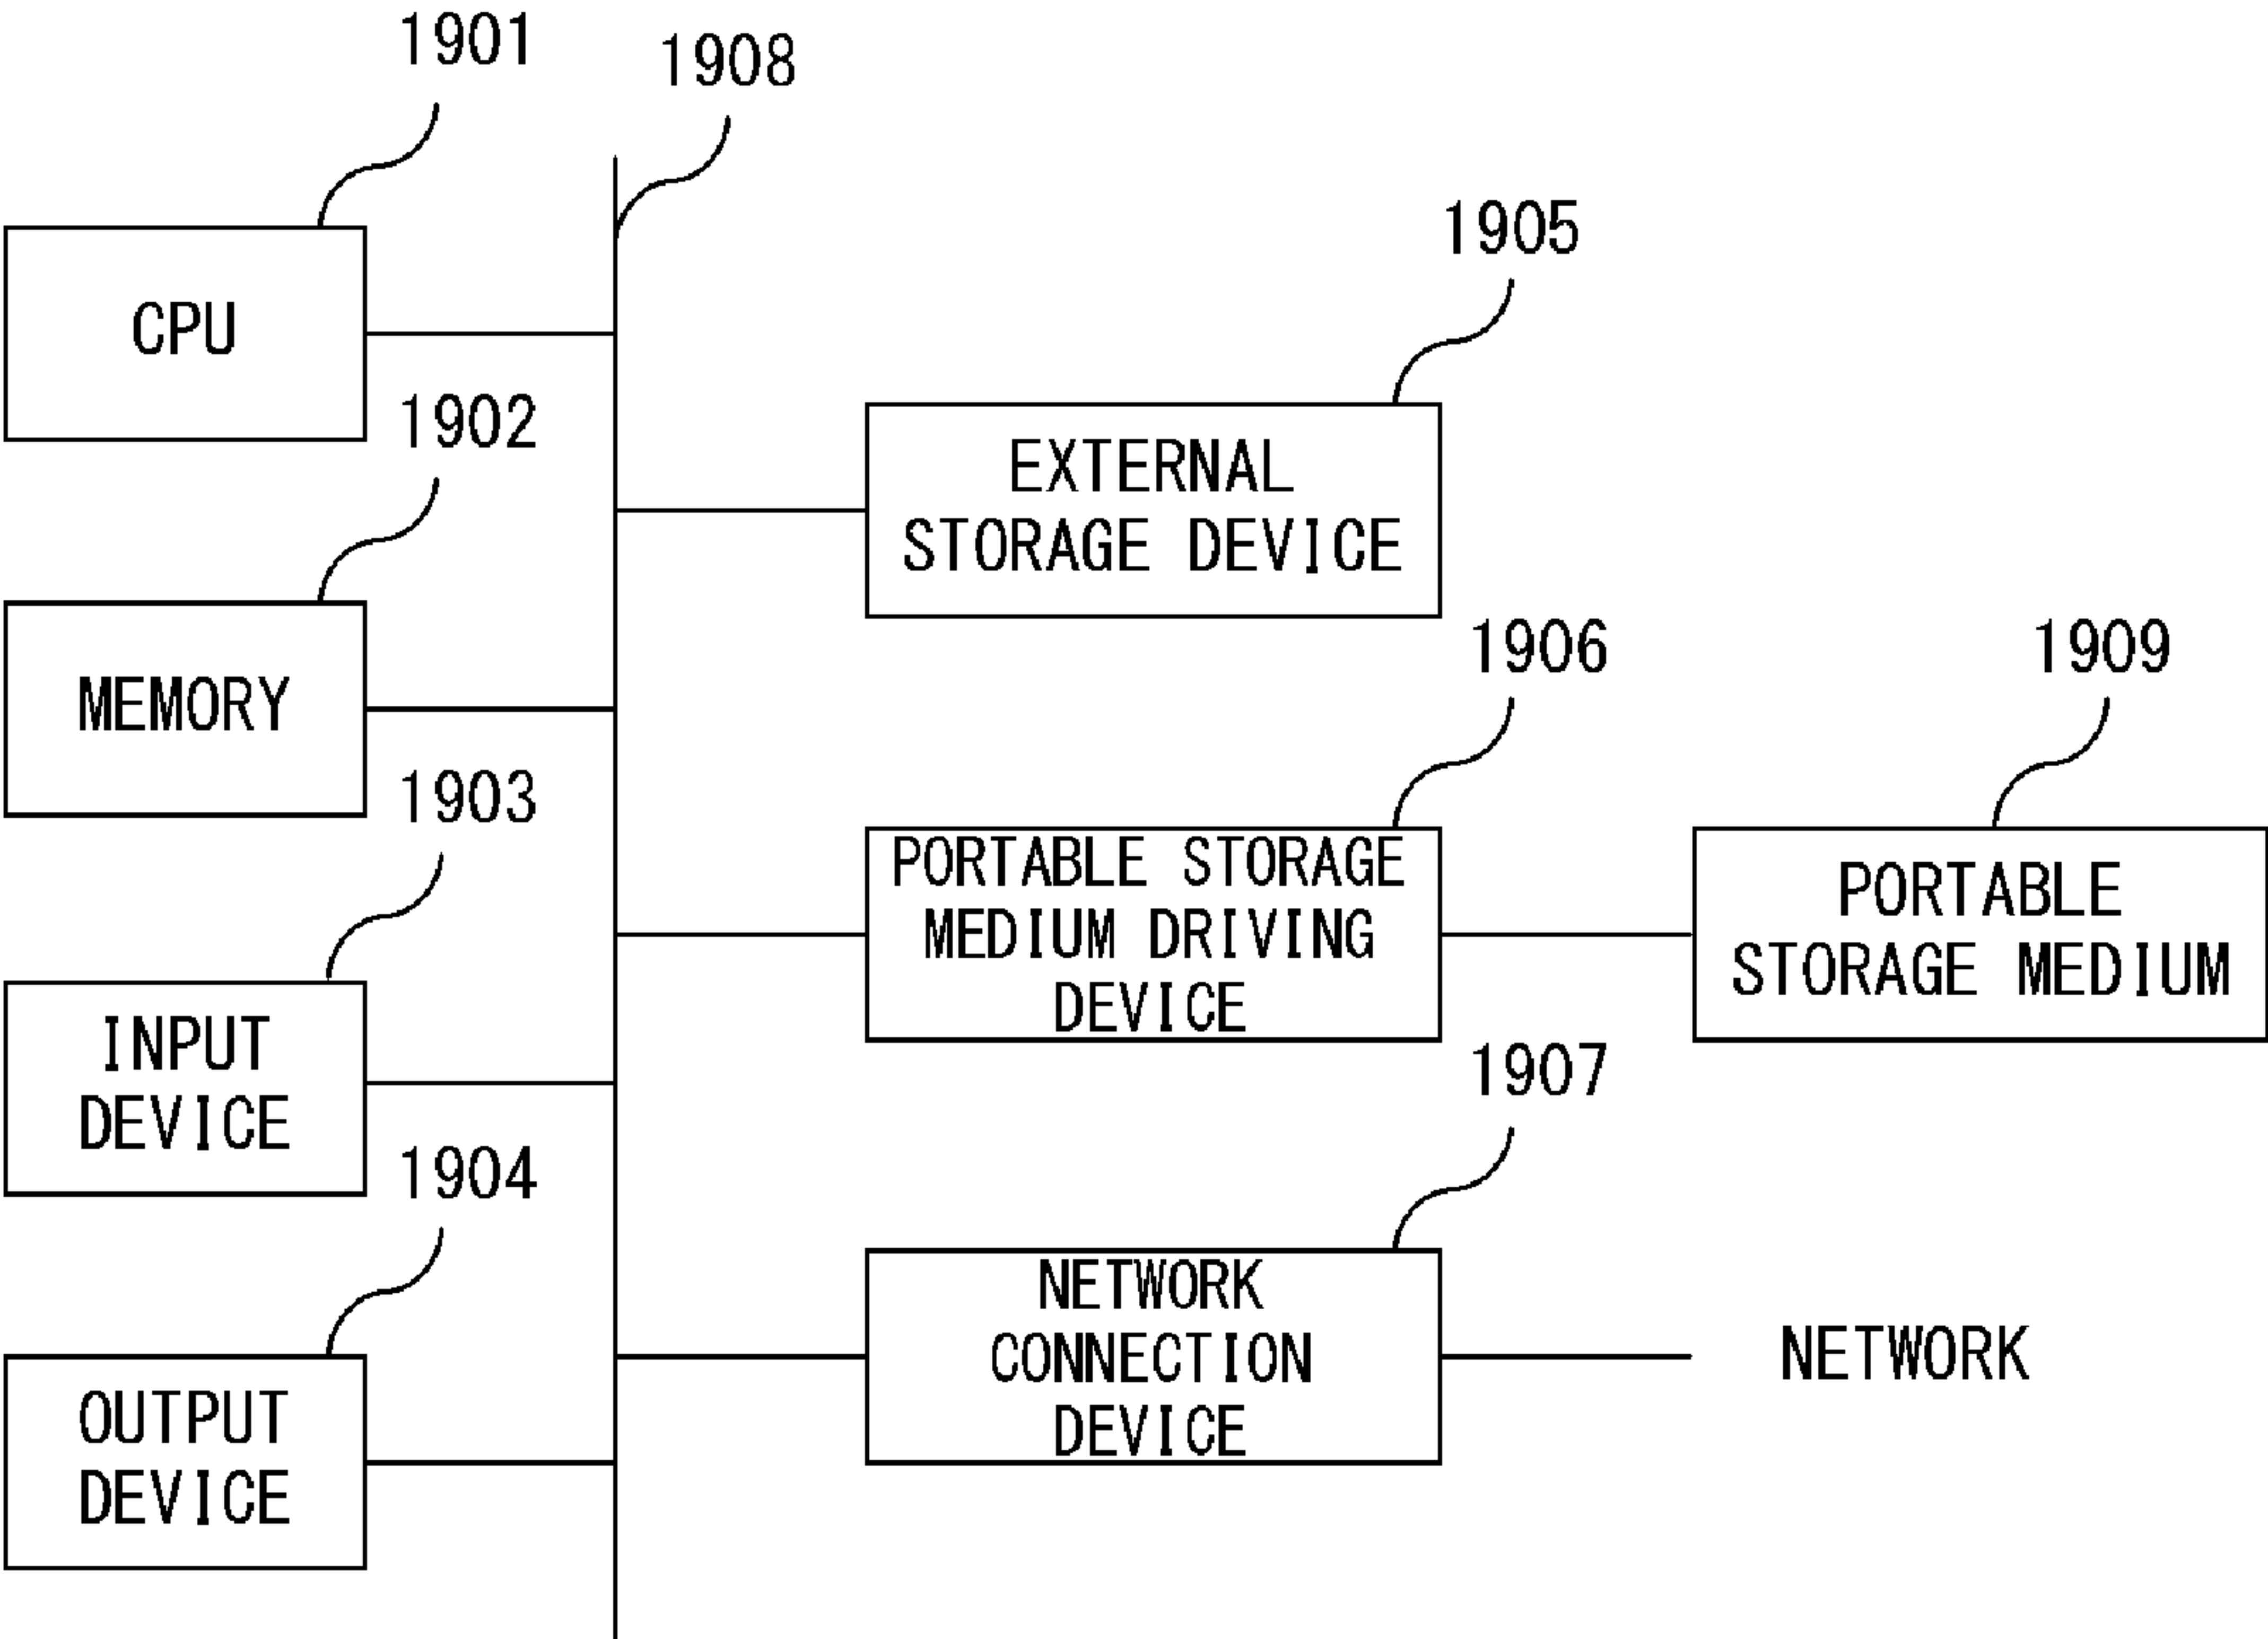 1901
1908
CPU
1905
1902
EXTERNAL
STORAGE DEVICE
MEMORY
1906
1909
1903
PORTABLE STORAGE
MEDIUM DRIVING
DEVICE
PORTABLE
STORAGE MEDIUM
INPUT
DEVICE
1907
1904
NETWORK
CONNECTION
DEVICE
NETWORK
OUTPUT
DEVICE